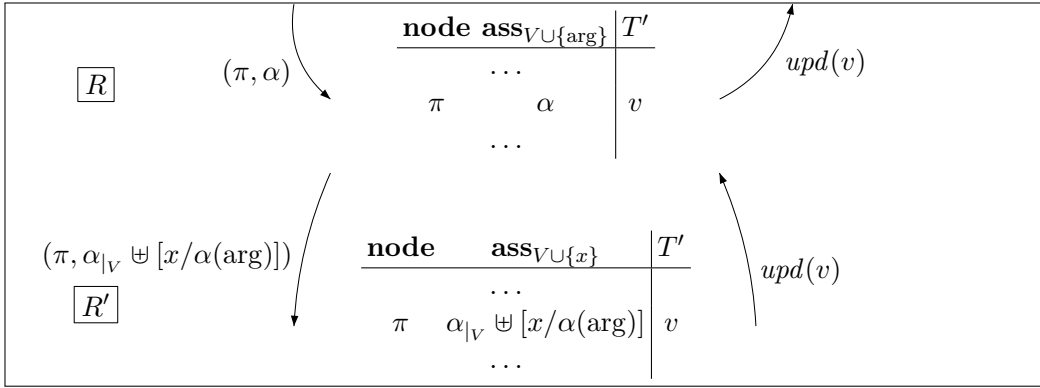 node ass_{V∪{arg}} T′
(π, α) … upd(v)
R π α v
…
node ass_{V∪{x}} T′
(π, α_{|V} ⊎ [x/α(arg)]) … upd(v)
R′ π α_{|V} ⊎ [x/α(arg)] v
…